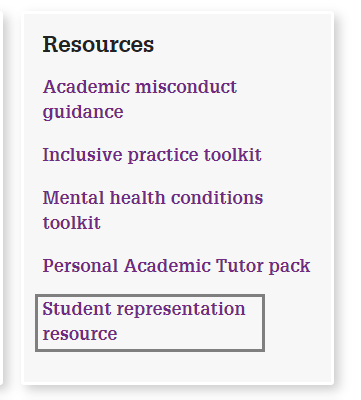 Resources
Academic misconduct
guidance
Inclusive practice toolkit
Mental health conditions
toolkit
Personal Academic Tutor pack
Student representation
resource